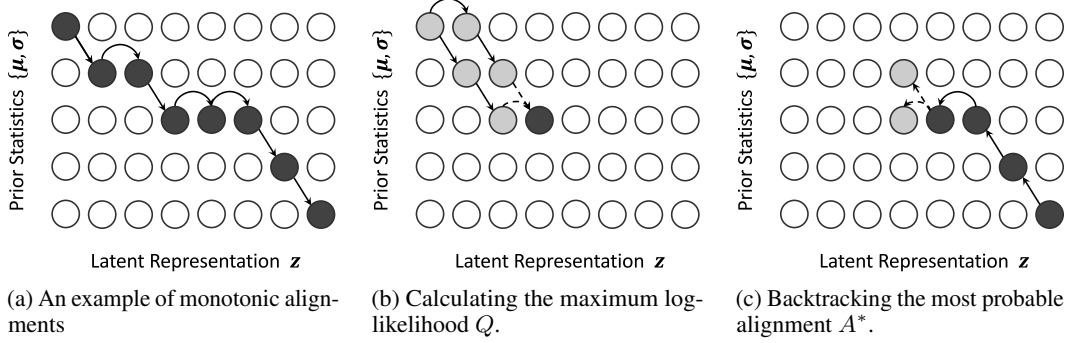 Prior Statistics {μ, σ}
Latent Representation z
(a) An example of monotonic align-
ments
Prior Statistics {μ, σ}
Latent Representation z
(b) Calculating the maximum log-
likelihood Q.
Prior Statistics {μ, σ}
Latent Representation z
(c) Backtracking the most probable
alignment A*.